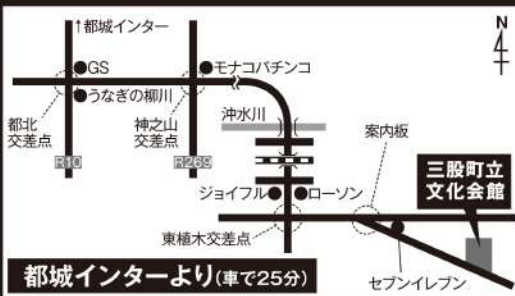 ↑都城インター
N
GS
モナコパチンコ
うなぎの柳川
沖水川
案内板
都北
交差点
神之山
交差点
R10
R269
三股町立
文化会館
ジョイフル
ローソン
東植木交差点
都城インターより(車で25分)
セブンイレブン